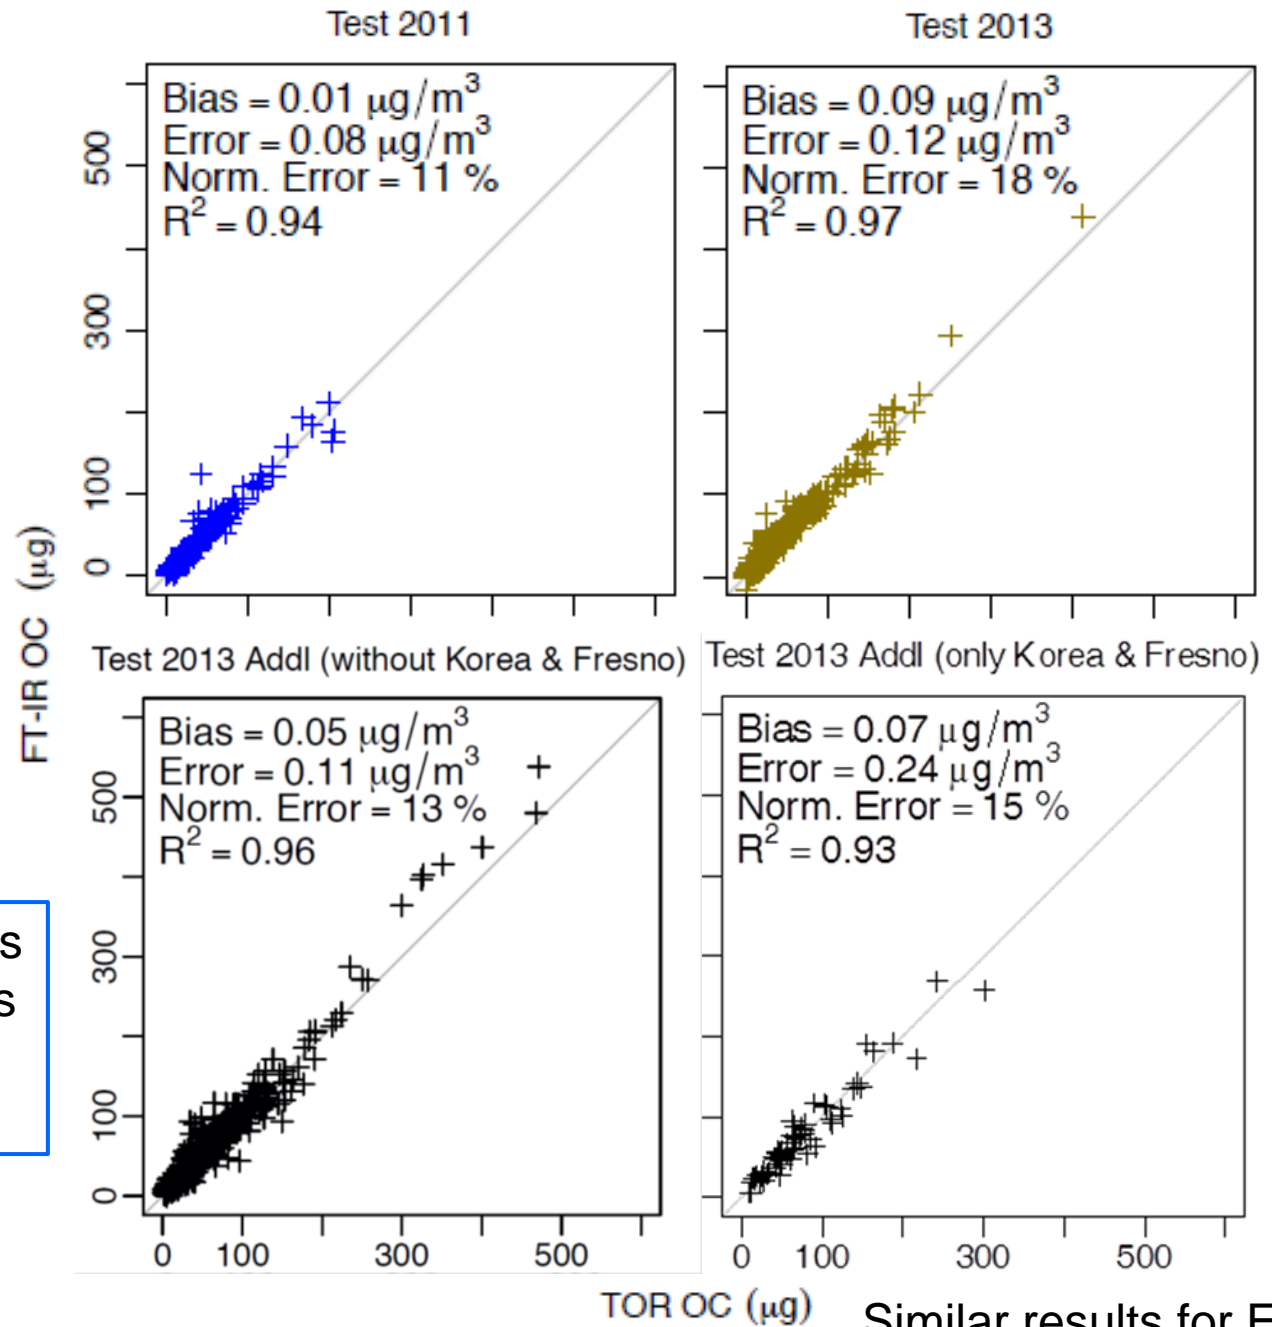 Test 2011
Bias = 0.01 μg/m³
Error = 0.08 μg/m³
Norm. Error = 11 %
R² = 0.94
500
300
100
0
Test 2013
Bias = 0.09 μg/m³
Error = 0.12 μg/m³
Norm. Error = 18 %
R² = 0.97
FT-IR OC (μg)
Test 2013 Addl (without Korea & Fresno)
Bias = 0.05 μg/m³
Error = 0.11 μg/m³
Norm. Error = 13 %
R² = 0.96
500
300
100
0
0 100 300 500
Test 2013 Addl (only Korea & Fresno)
Bias = 0.07 μg/m³
Error = 0.24 μg/m³
Norm. Error = 15 %
R² = 0.93
0 100 300 500
TOR OC (μg)
s
s
Similar results for E